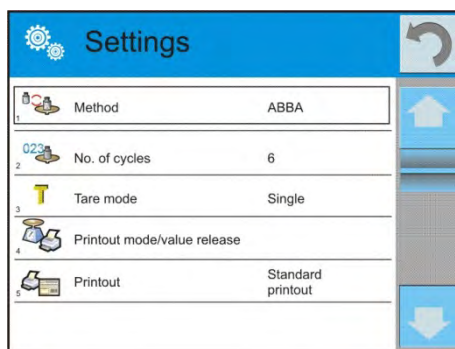 Settings
1 Method ABBA
023
2 No. of cycles 6
T
3 Tare mode Single
4 Printout mode/value release
5 Printout Standard
printout